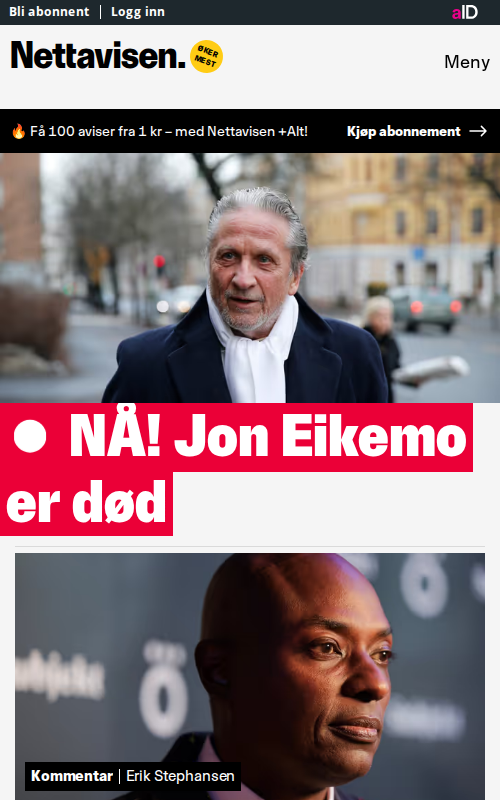 Bli abonnent | Logg inn
aID
Nettavisen.
ØKER
MEST
Meny
🔥 Få 100 aviser fra 1 kr – med Nettavisen +Alt!
Kjøp abonnement →
NÅ! Jon Eikemo
er død
Kommentar | Erik Stephansen